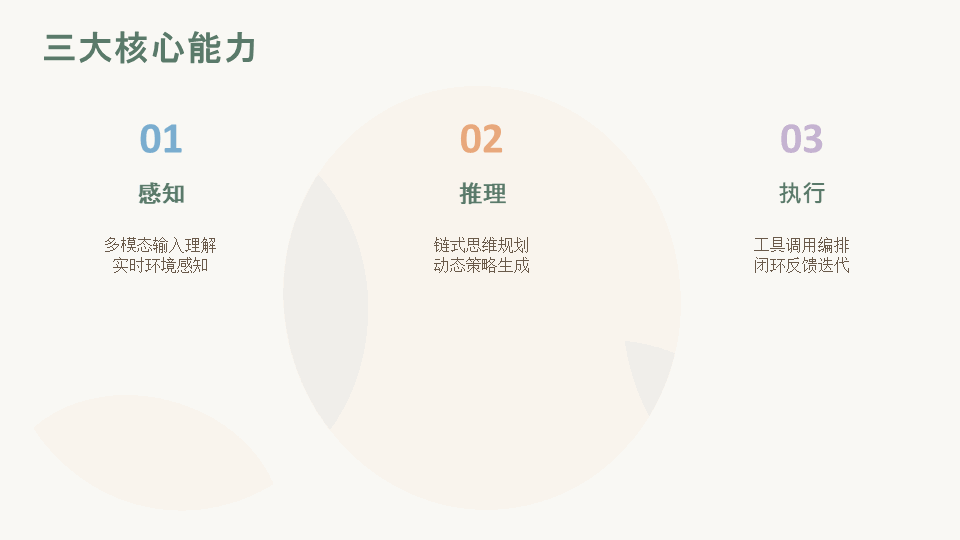 三大核心能力
01
感知
多模态输入理解
实时环境感知
02
推理
链式思维规划
动态策略生成
03
执行
工具调用编排
闭环反馈迭代